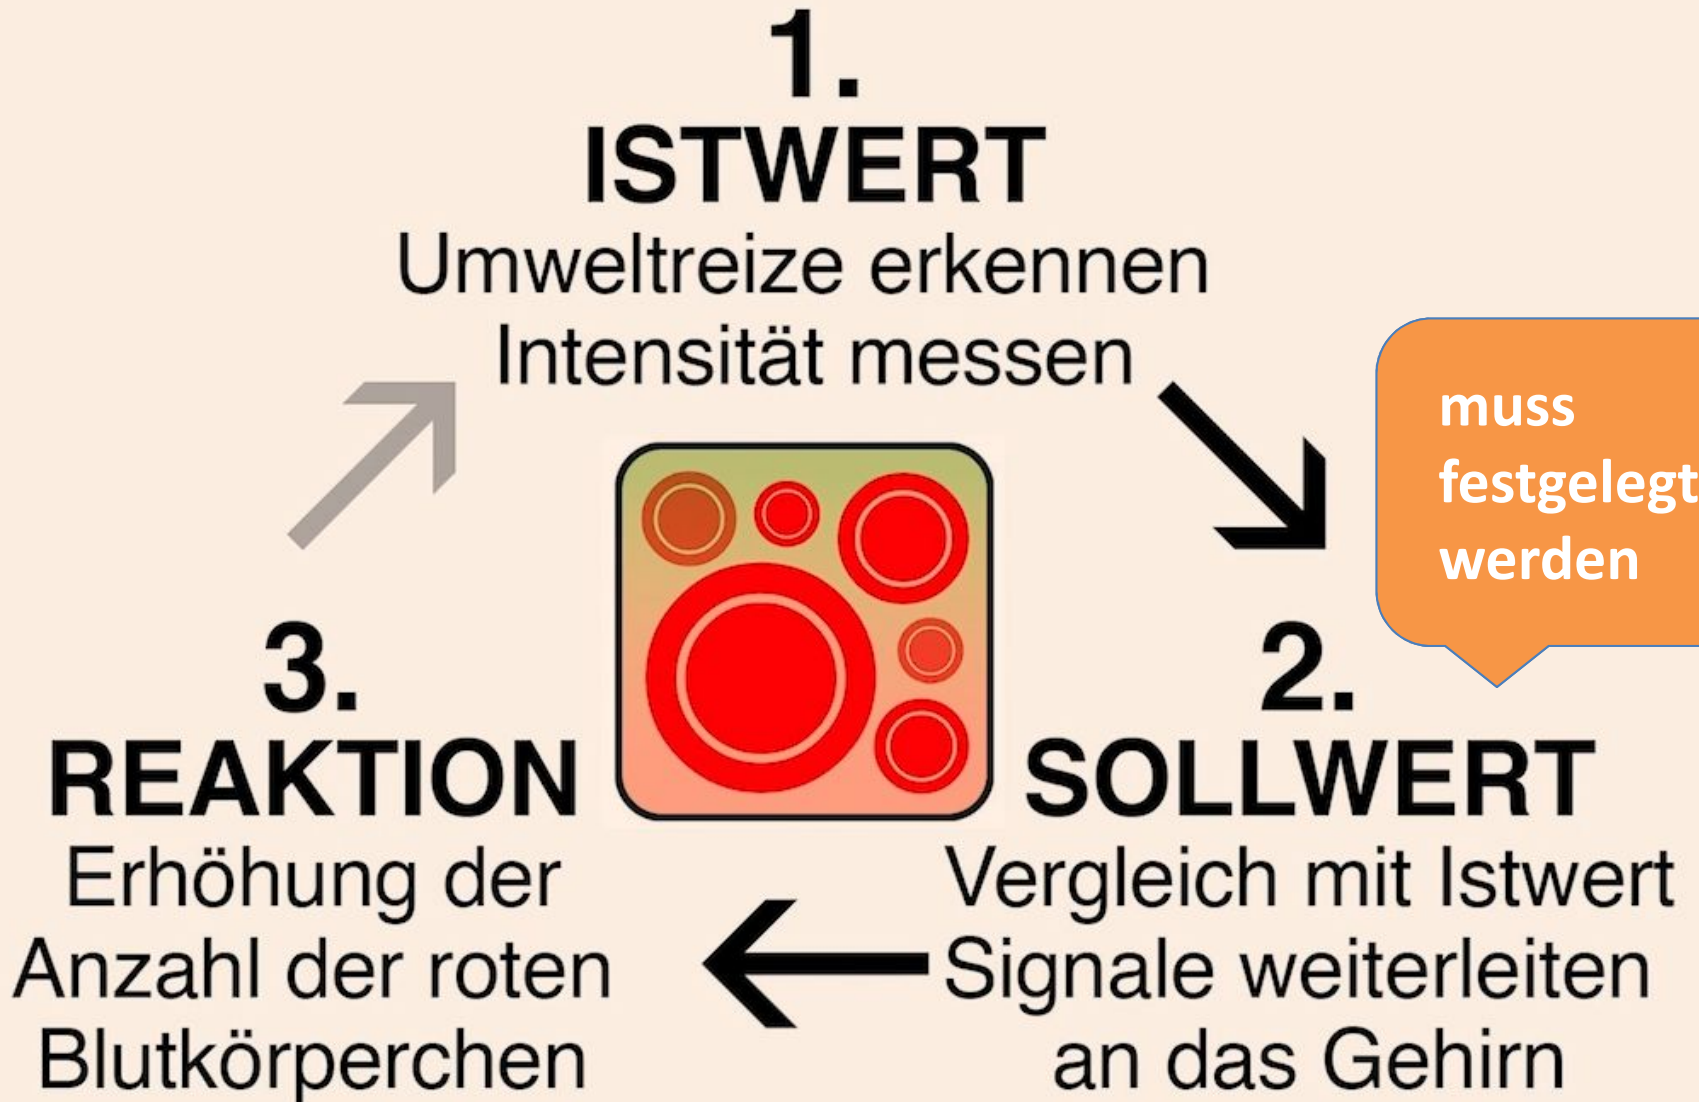 1.
ISTWERT
Umweltreize erkennen
Intensität messen
muss
festgelegt
werden
2.
SOLLWERT
Vergleich mit Istwert
Signale weiterleiten
an das Gehirn
3.
REAKTION
Erhöhung der
Anzahl der roten
Blutkörperchen